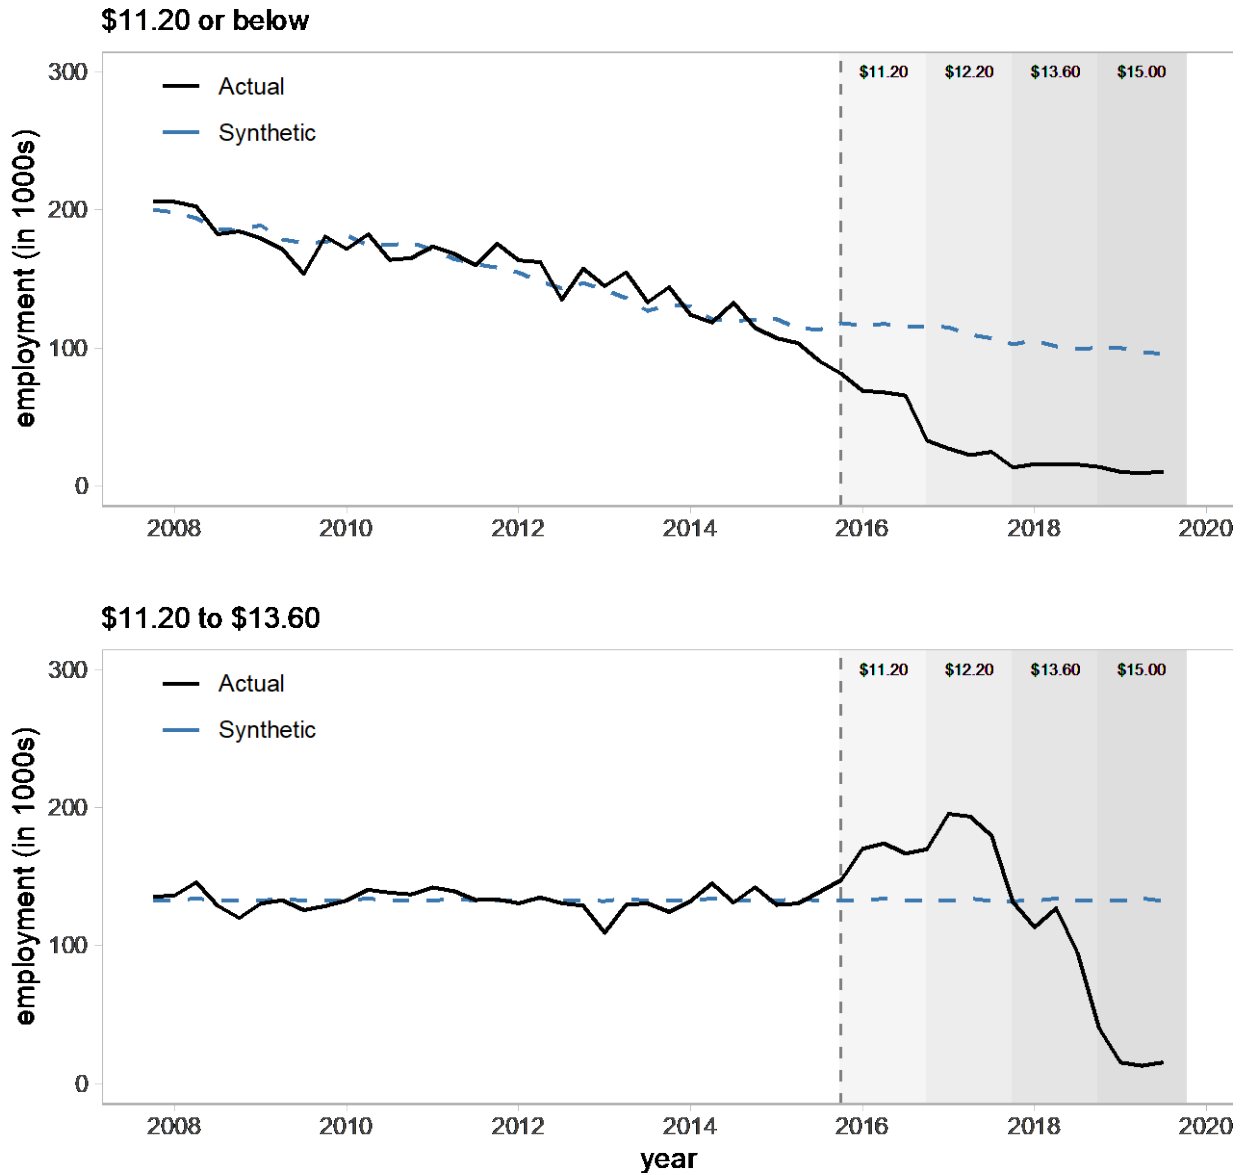 $11.20 or below
employment (in 1000s)
300
200
100
0
Actual
Synthetic
$11.20 $12.20 $13.60 $15.00
2008 2010 2012 2014 2016 2018 2020
$11.20 to $13.60
employment (in 1000s)
300
200
100
0
Actual
Synthetic
$11.20 $12.20 $13.60 $15.00
2008 2010 2012 2014 2016 2018 2020
year